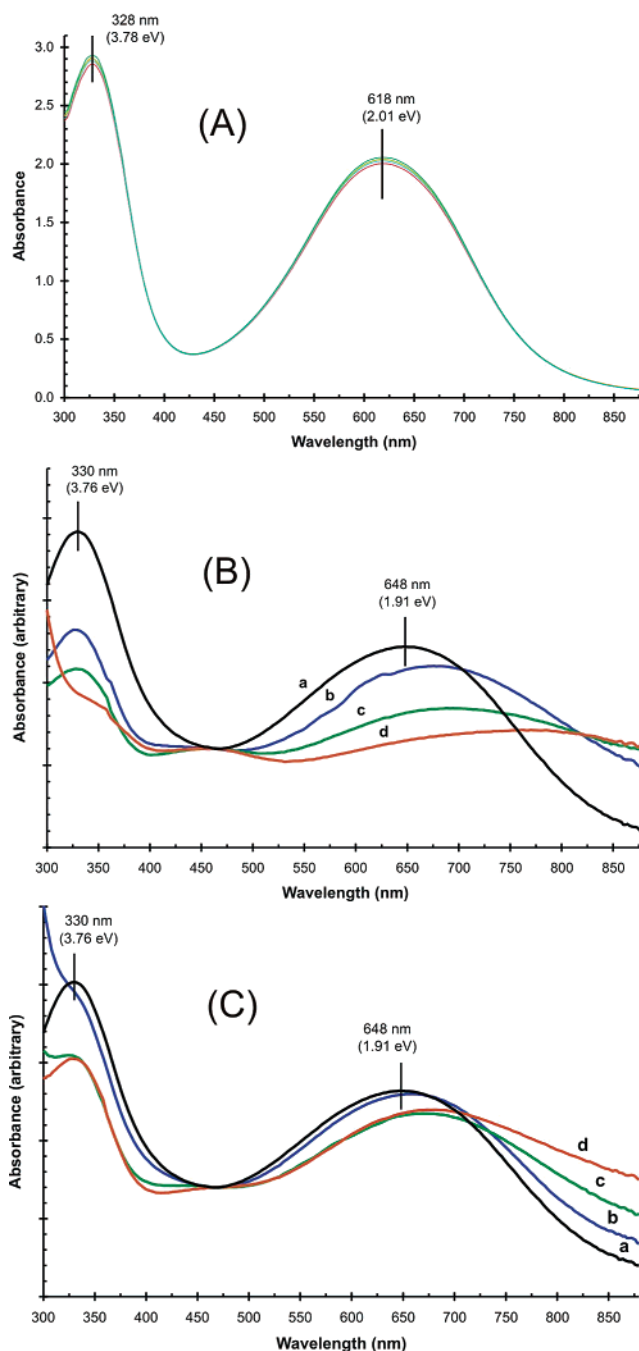 328 nm
(3.78 eV)
(A)
618 nm
(2.01 eV)
Absorbance
3.0
2.5
2.0
1.5
1.0
0.5
0.0
300 350 400 450 500 550 600 650 700 750 800 850
Wavelength (nm)
330 nm
(3.76 eV)
(B)
648 nm
(1.91 eV)
Absorbance (arbitrary)
a
b
c
d
300 350 400 450 500 550 600 650 700 750 800 850
Wavelength (nm)
330 nm
(3.76 eV)
(C)
648 nm
(1.91 eV)
Absorbance (arbitrary)
d
c
b
a
300 350 400 450 500 550 600 650 700 750 800 850
Wavelength (nm)